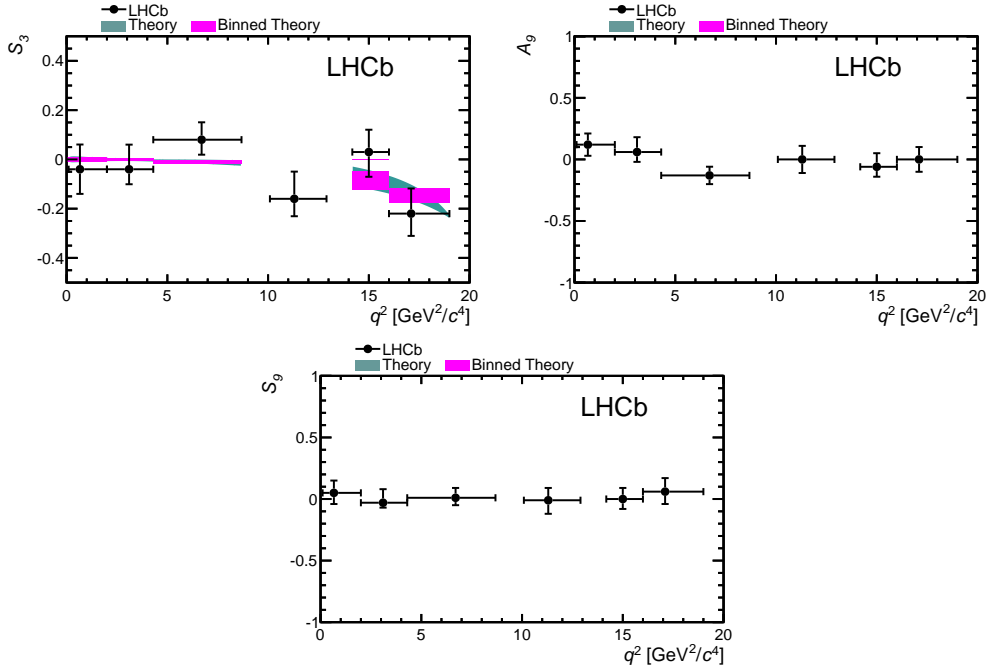 LHCb
Theory Binned Theory
S3
LHCb
0.4
0.2
0
-0.2
-0.4
0 5 10 15 20
q² [GeV²/c⁴]
LHCb
Theory Binned Theory
A9
LHCb
1
0.5
0
-0.5
-1
0 5 10 15 20
q² [GeV²/c⁴]
LHCb
Theory Binned Theory
S9
LHCb
1
0.5
0
-0.5
-1
0 5 10 15 20
q² [GeV²/c⁴]